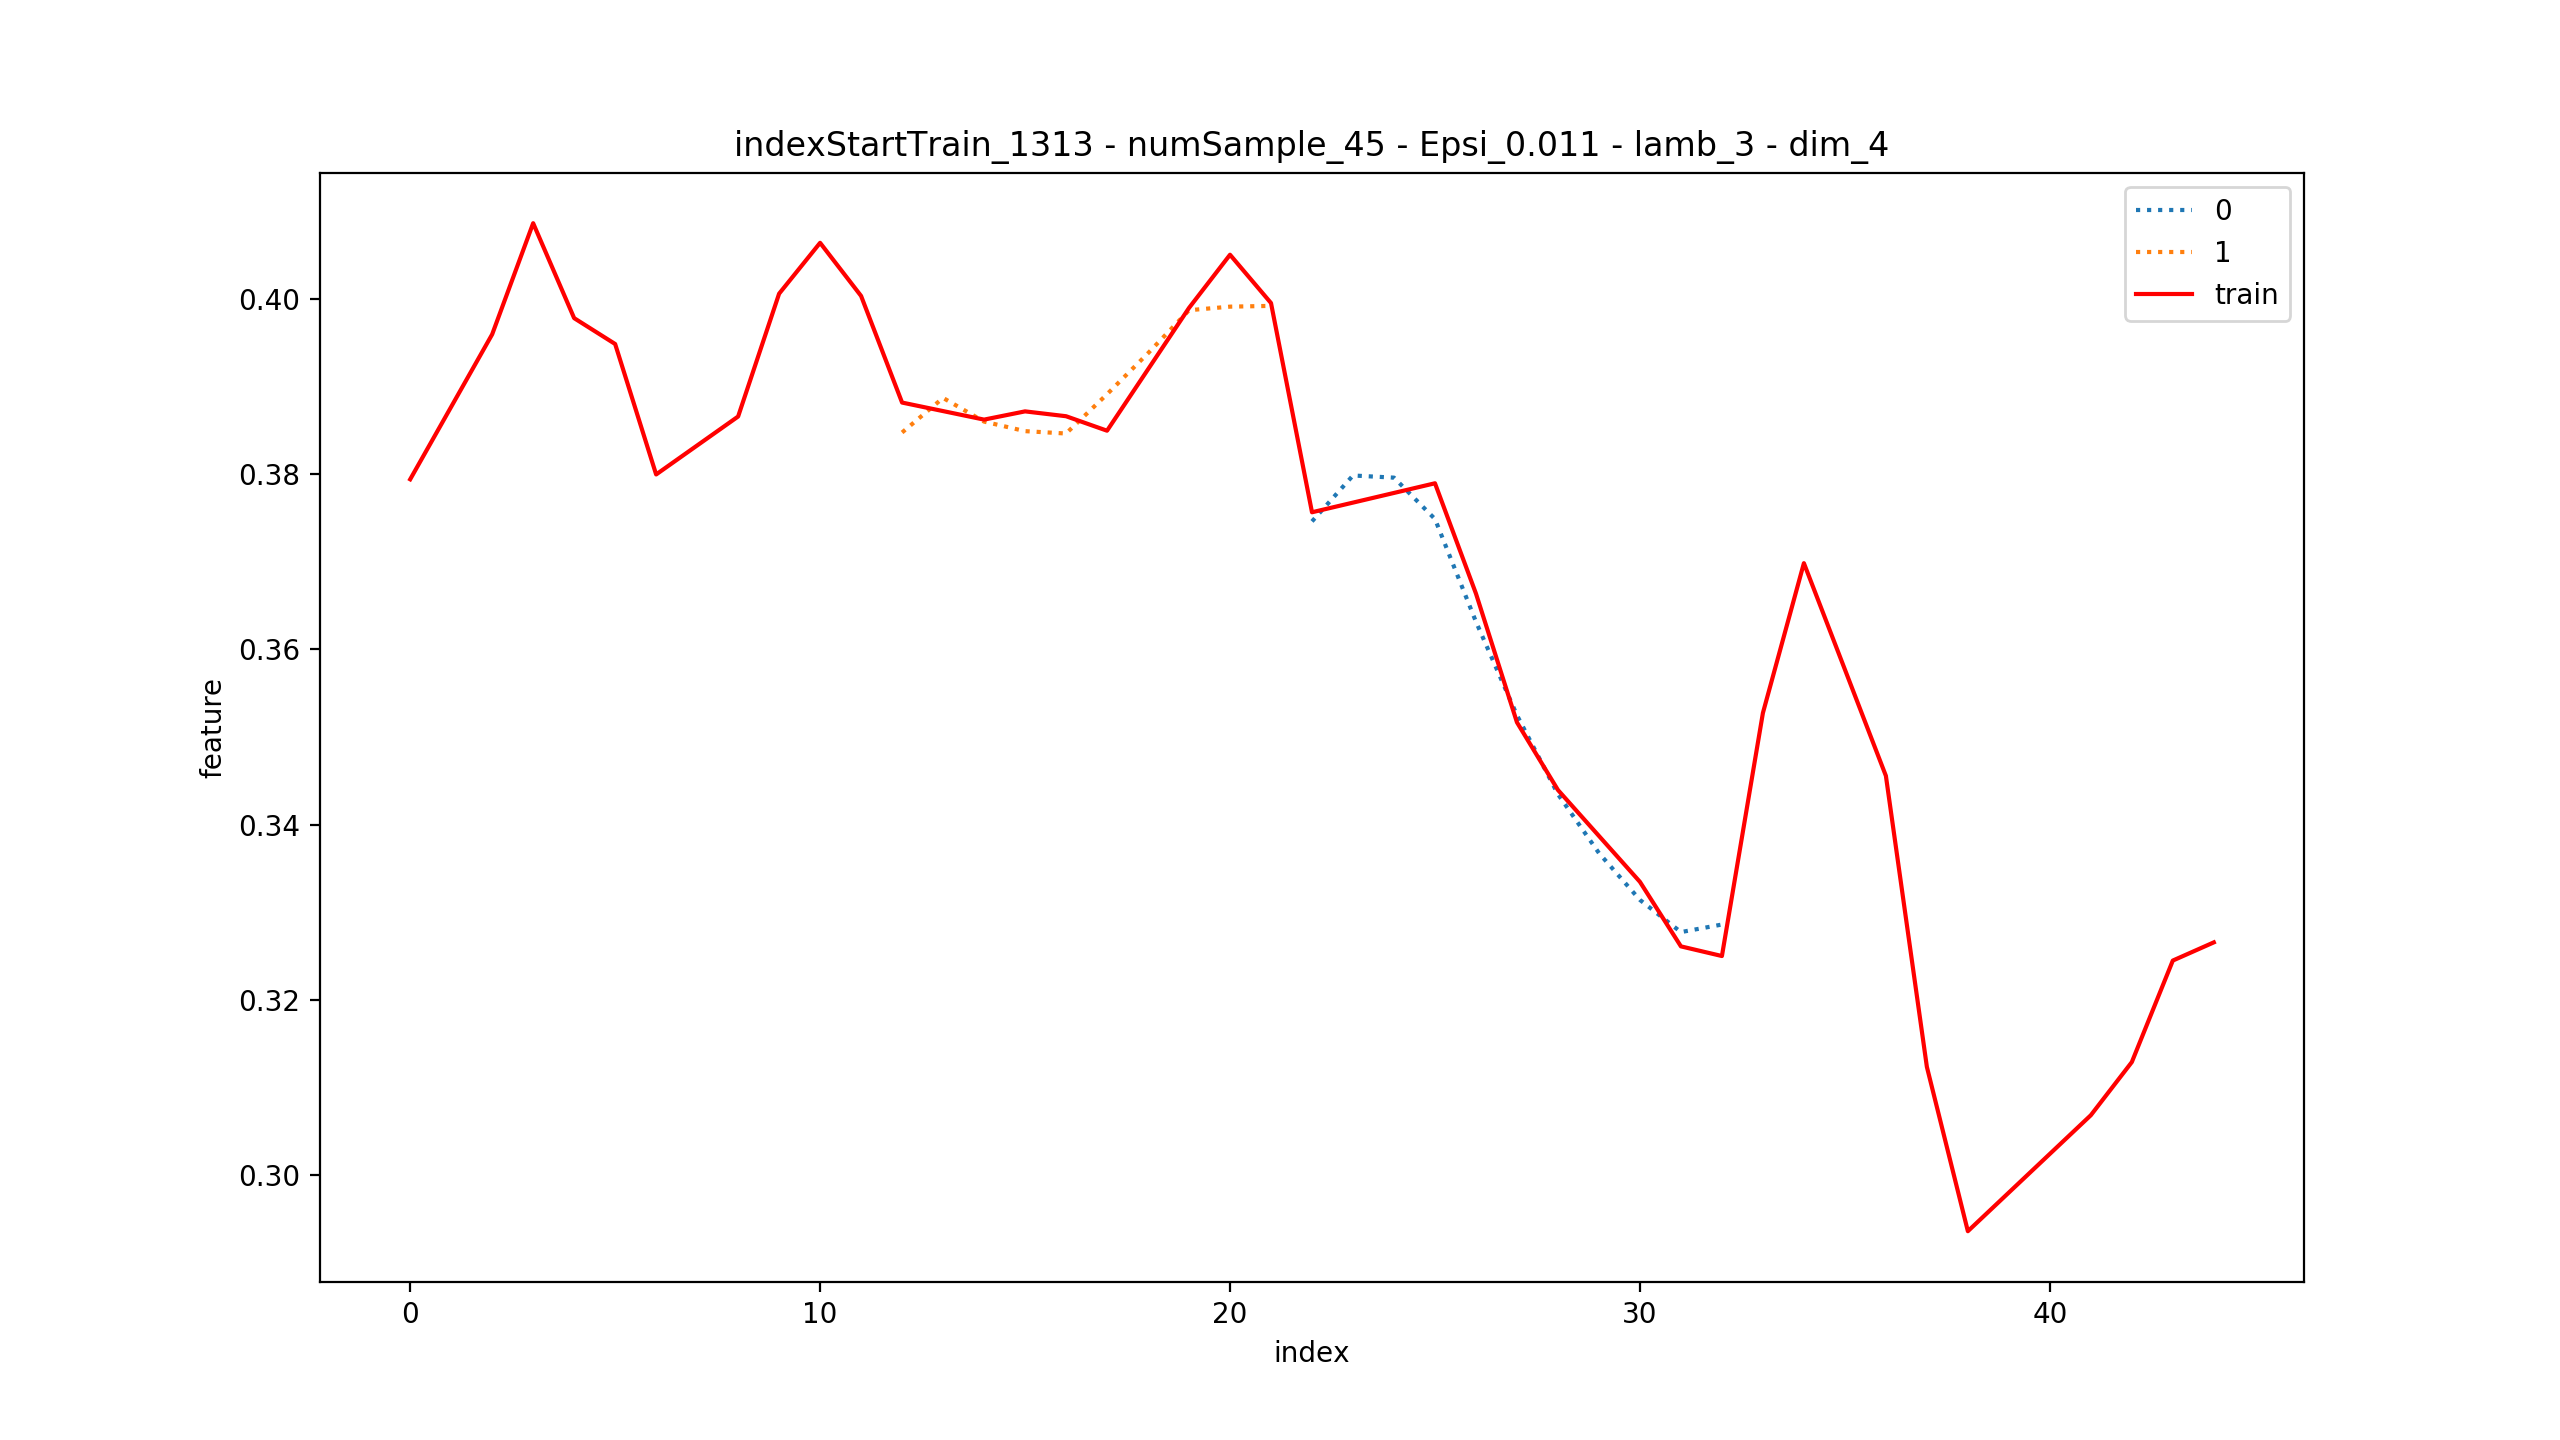 indexStartTrain_1313 - numSample_45 - Epsi_0.011 - lamb_3 - dim_4
0
1
train
0.40
0.38
0.36
0.34
0.32
0.30
feature
0 10 20 30 40
index